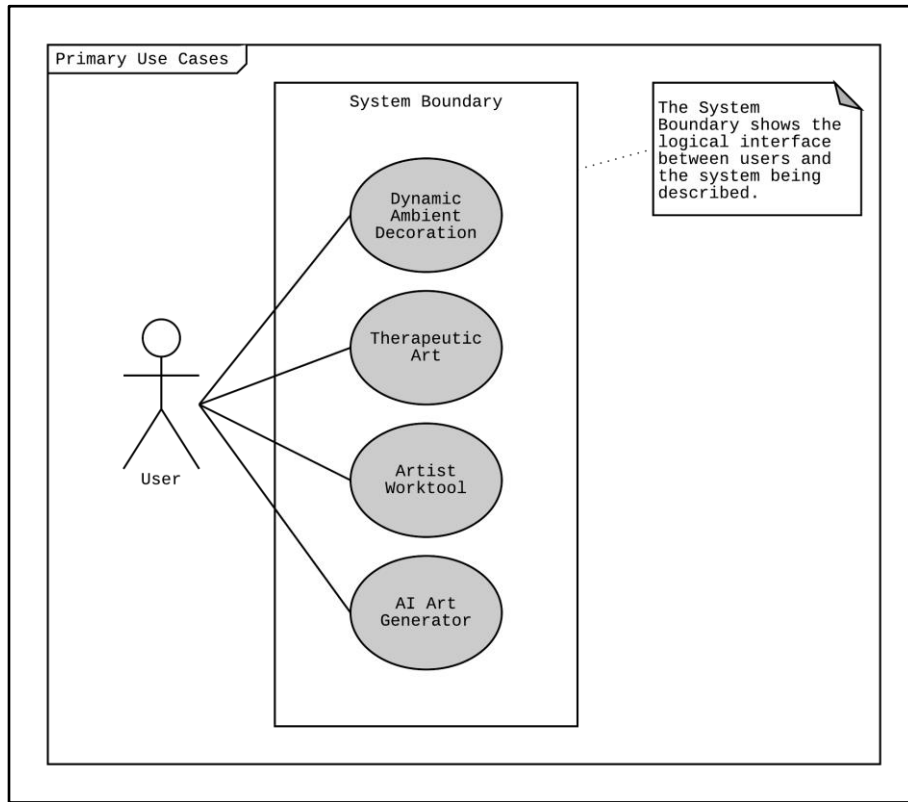 Primary Use Cases
System Boundary
The System
Boundary shows the
logical interface
between users and
the system being
described.
Dynamic
Ambient
Decoration
Therapeutic
Art
User
Artist
Worktool
AI Art
Generator